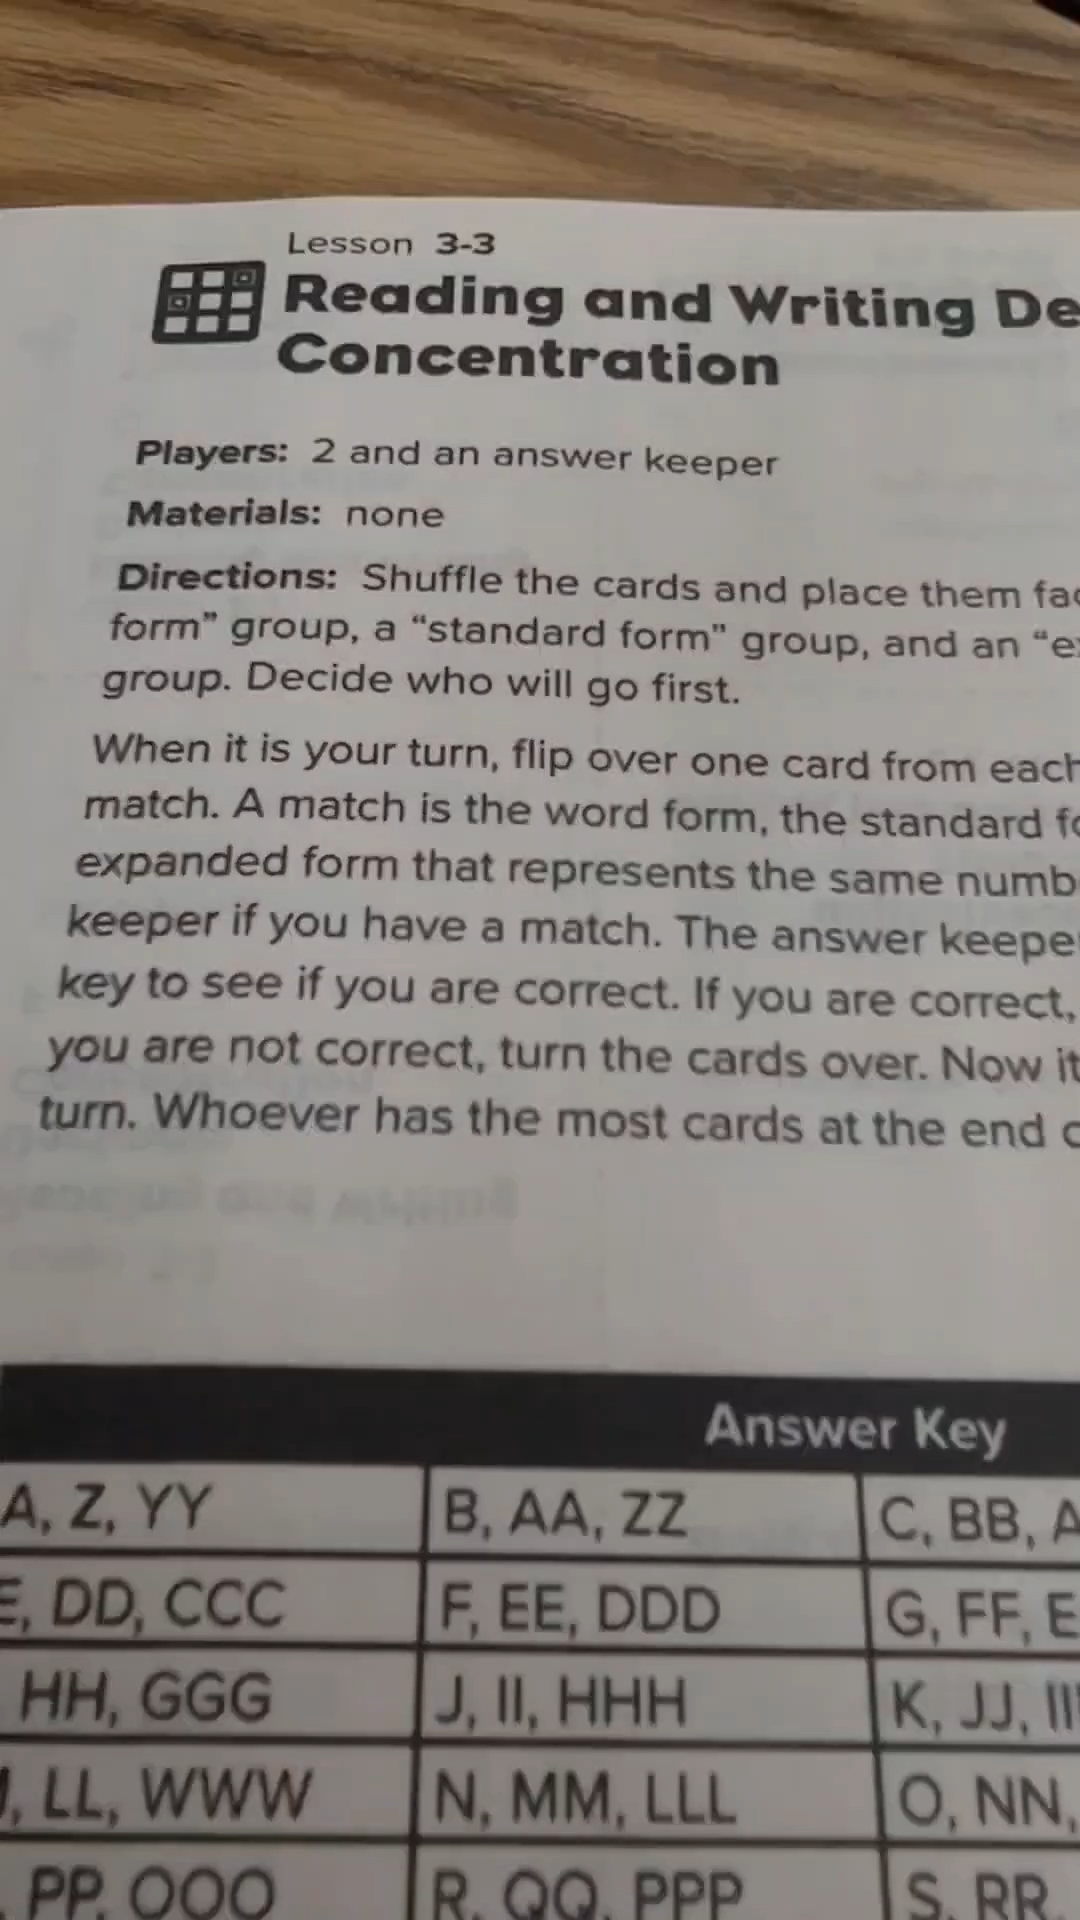 Lesson 3-3
Reading and Writing De
Concentration
Players: 2 and an answer keeper
Materials: none
Directions: Shuffle the cards and place them fac
form" group, a "standard form" group, and an "ex
group. Decide who will go first.
When it is your turn, flip over one card from each
match. A match is the word form, the standard fo
expanded form that represents the same numb
keeper if you have a match. The answer keeper
key to see if you are correct. If you are correct,
you are not correct, turn the cards over. Now it
turn. Whoever has the most cards at the end o
Answer Key
A, Z, YY B, AA, ZZ C, BB, A
E, DD, CCC F, EE, DDD G, FF, E
HH, GGG J, II, HHH K, JJ, III
, LL, WWW N, MM, LLL O, NN,
PP, OOO R, QQ, PPP S, RR,